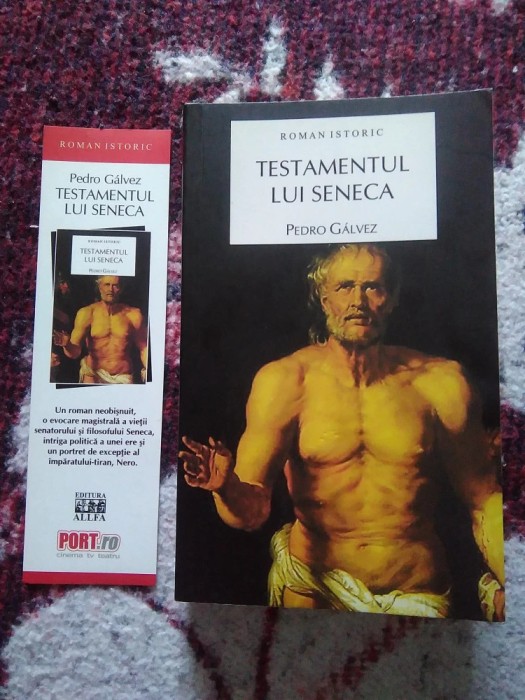 ROMAN ISTORIC
Pedro Gálvez
TESTAMENTUL
LUI SENECA
ROMAN ISTORIC
TESTAMENTUL
LUI SENECA
PEDRO GÁLVEZ
Un roman neobișnuit,
o evocare magistrală a vieții
senatorului și filosofului Seneca,
intriga politică a unei ere și
un portret de excepție al
împăratului-tiran, Nero.
EDITURA
ALLFA
PORT.ro
cinema tv teatru
ROMAN ISTORIC
TESTAMENTUL
LUI SENECA
PEDRO GÁLVEZ